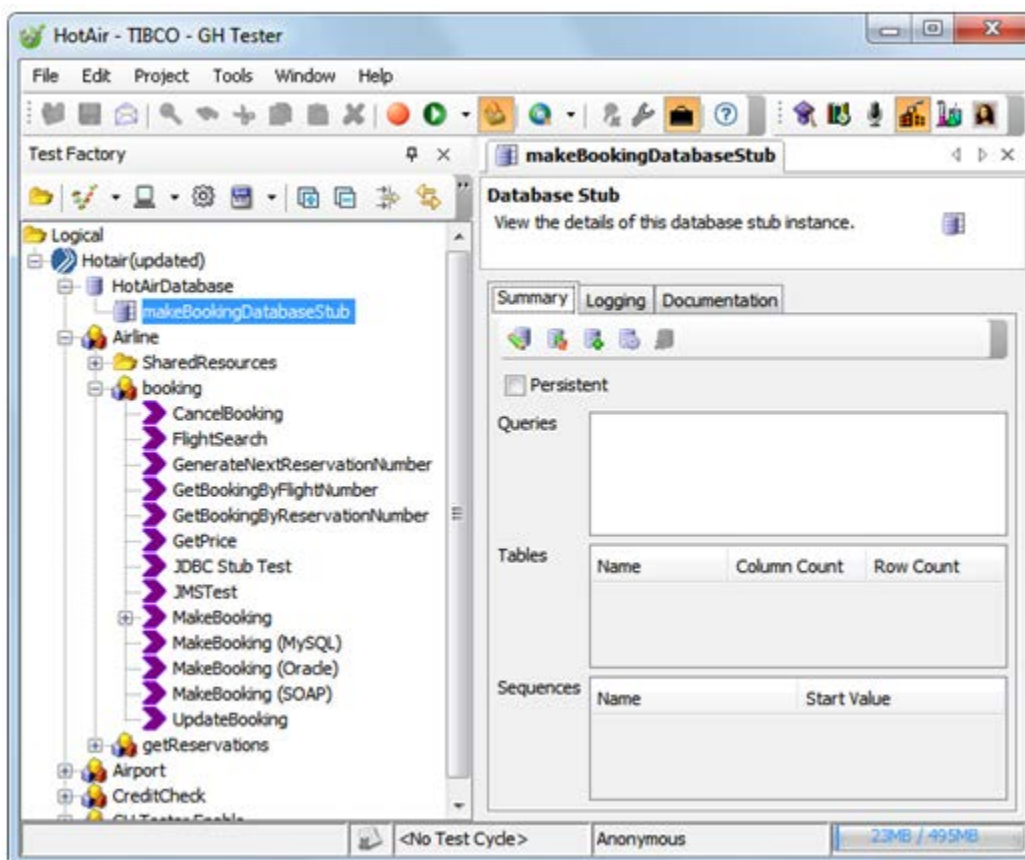 HotAir - TIBCO - GH Tester
File Edit Project Tools Window Help
Test Factory
makeBookingDatabaseStub
Database Stub
View the details of this database stub instance.
Logical
Hotair(updated)
HotAirDatabase
makeBookingDatabaseStub
Airline
SharedResources
booking
CancelBooking
FlightSearch
GenerateNextReservationNumber
GetBookingByFlightNumber
GetBookingByReservationNumber
GetPrice
JDBC Stub Test
JMSTest
MakeBooking
MakeBooking (MySQL)
MakeBooking (Oracle)
MakeBooking (SOAP)
UpdateBooking
getReservations
Airport
CreditCheck
GH Tester Enable
Summary Logging Documentation
Persistent
Queries
Tables
Name Column Count Row Count
Sequences
Name Start Value
<No Test Cycle> Anonymous 23MB / 495MB